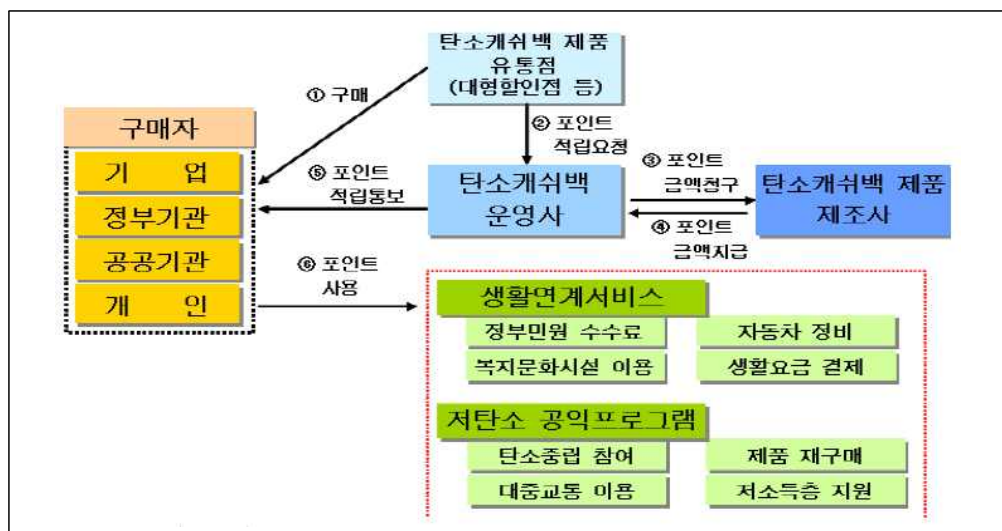 탄소캐쉬백 제품
유통점
(대형할인점 등)
① 구매
② 포인트
적립요청
구매자
기 업
정부기관
공공기관
개 인
⑤ 포인트
적립통보
탄소캐쉬백
운영사
③ 포인트
금액청구
④ 포인트
금액지급
탄소캐쉬백 제품
제조사
⑥ 포인트
사용
생활연계서비스
정부민원 수수료
자동차 정비
복지문화시설 이용
생활요금 결제
저탄소 공익프로그램
탄소중립 참여
제품 재구매
대중교통 이용
저소득층 지원